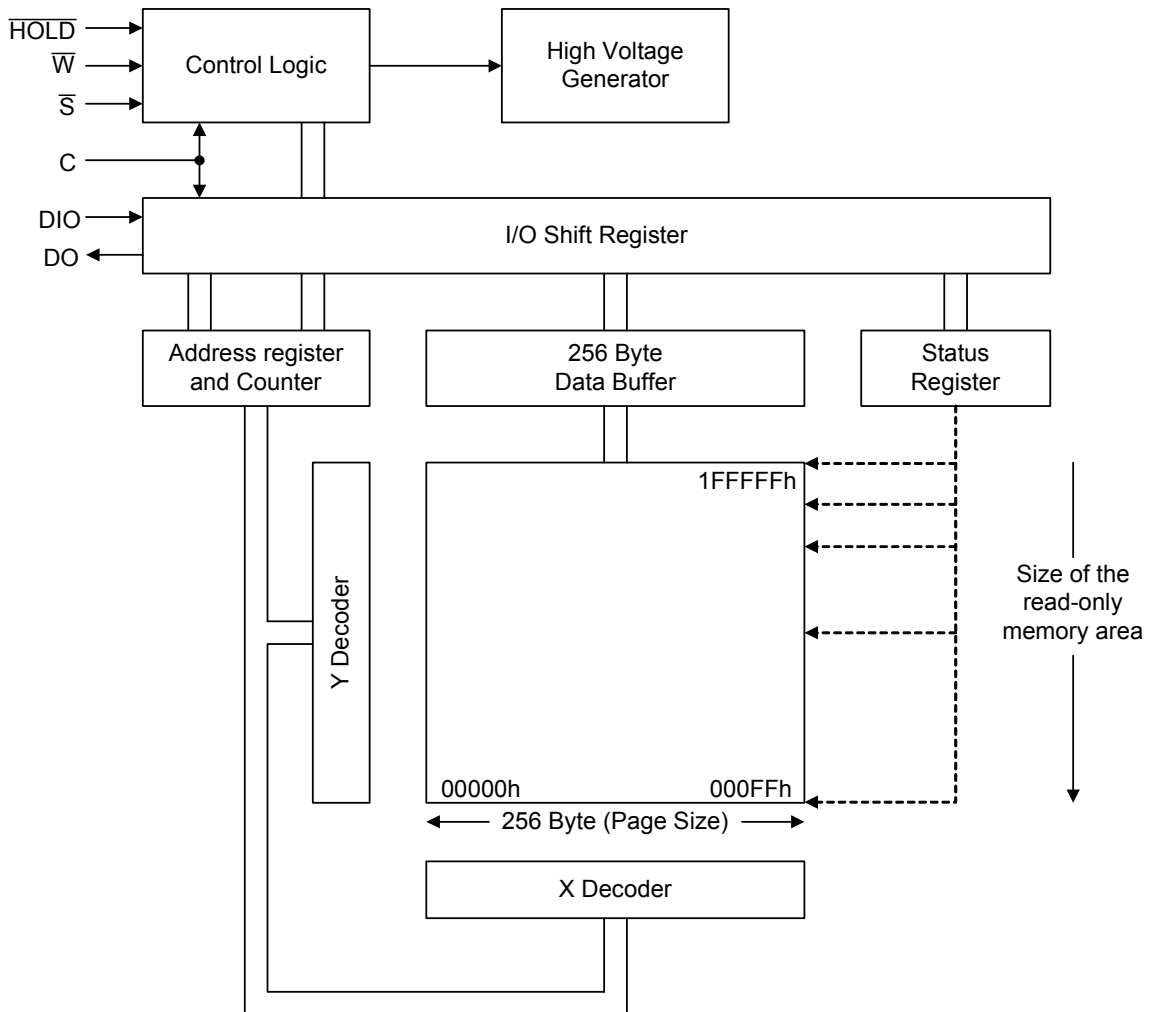 HOLD
W
S
C
DIO
DO
Control Logic
High Voltage
Generator
I/O Shift Register
Address register
and Counter
256 Byte
Data Buffer
Status
Register
1FFFFFh
Y Decoder
Size of the
read-only
memory area
00000h
000FFh
256 Byte (Page Size)
X Decoder